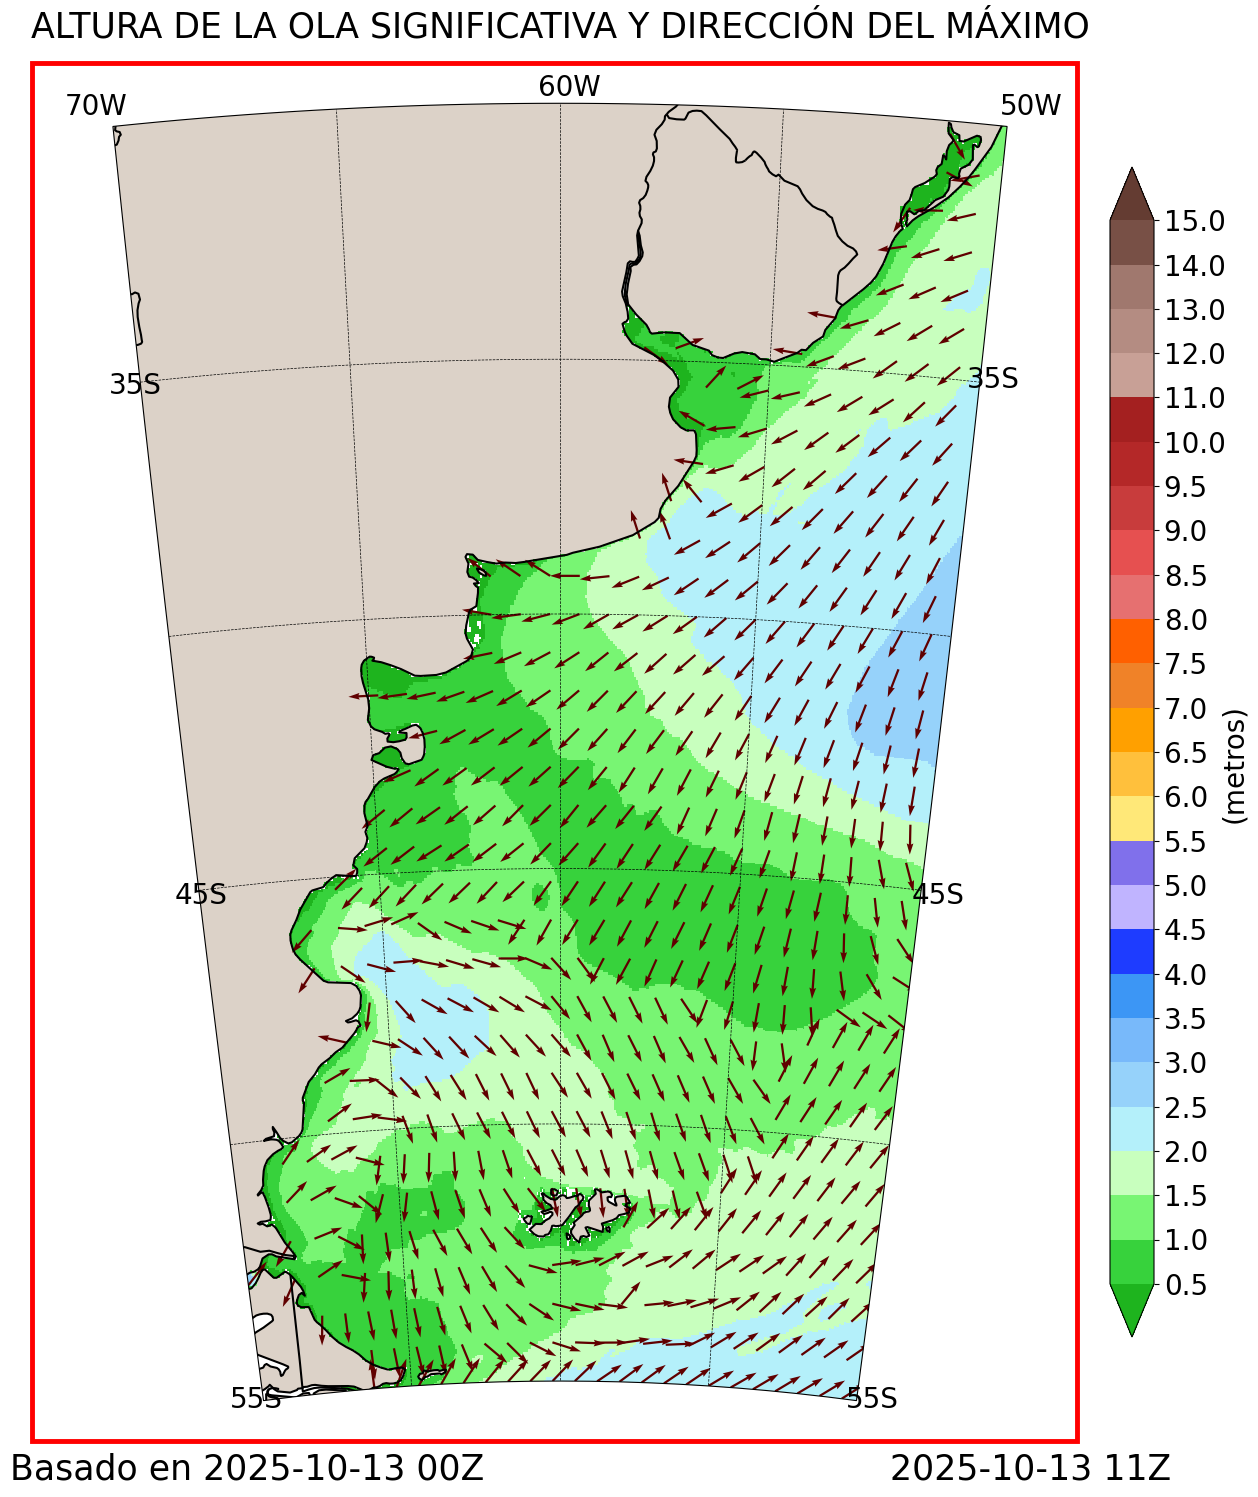 ALTURA DE LA OLA SIGNIFICATIVA Y DIRECCIÓN DEL MÁXIMO
70W
60W
50W
35S
35S
45S
45S
55S
55S
15.0
14.0
13.0
12.0
11.0
10.0
9.5
9.0
8.5
8.0
7.5
7.0
6.5
6.0
5.5
5.0
4.5
4.0
3.5
3.0
2.5
2.0
1.5
1.0
0.5
(metros)
Basado en 2025-10-13 00Z
2025-10-13 11Z